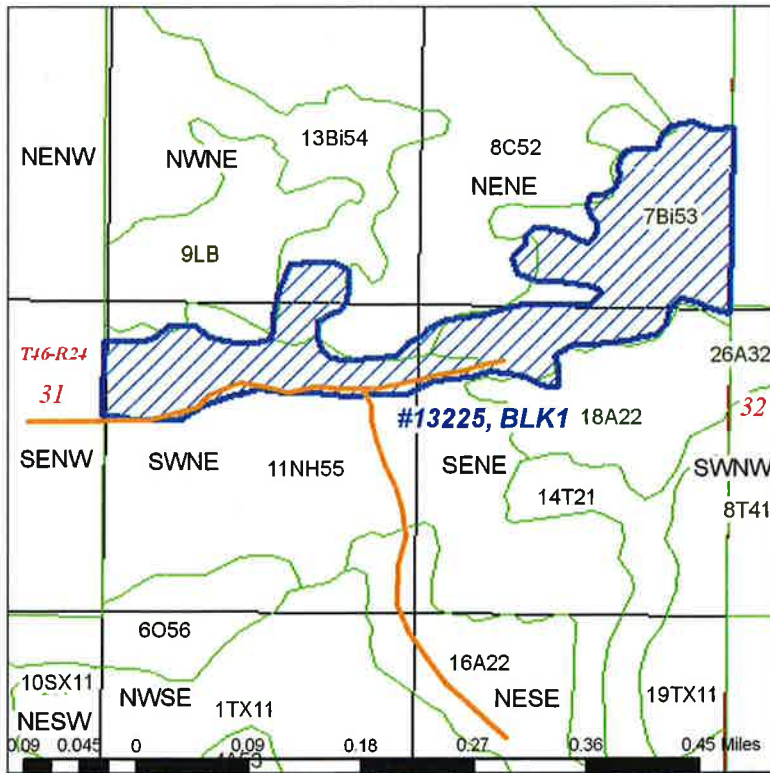 13Bi54
8C52
NENW
NWNE
NENE
7Bi53
9LB
T46-R24
26A32
31
#13225, BLK1
18A22
32
SENW
SWNE
11NH55
SENE
14T21
SWNW
8T41
6O56
16A22
10SX11
NWSE
NESE
19TX11
NESW
1TX11
0.09 0.045 0 0.09 0.18 0.27 0.36 0.45 Miles